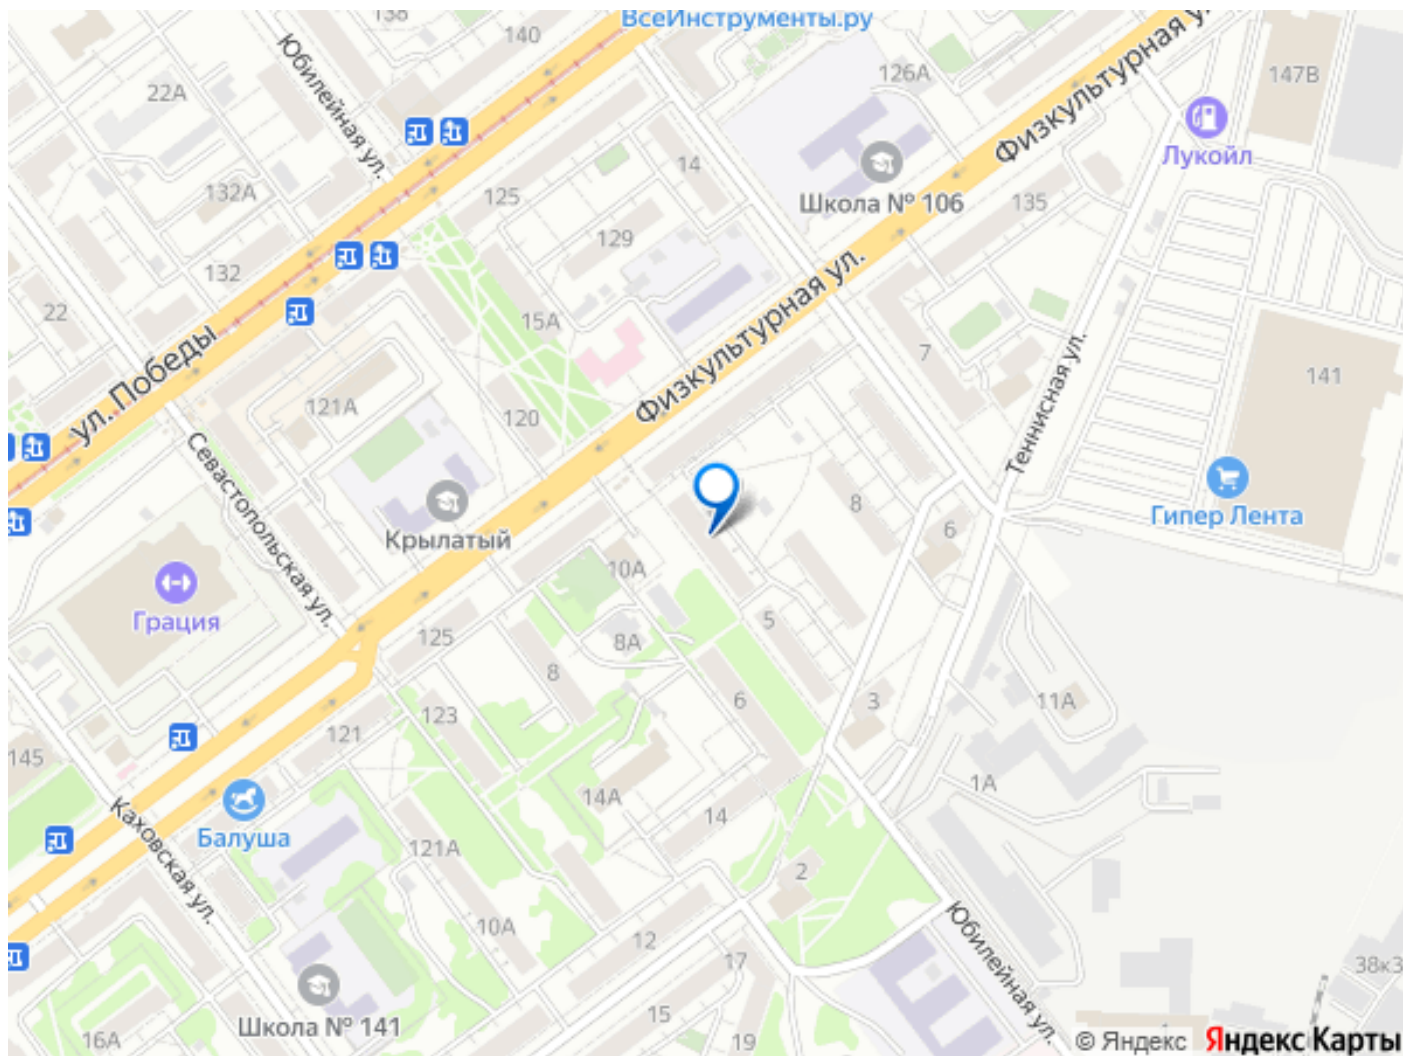 138
ВсеИнструменты.ру
140
Юбилейная ул.
126А
Физкультурная ул.
147В
22А
Лукойл
14
Школа № 106
132А
125
135
129
132
22
15А
Физкультурная ул.
7
141
ул. Победы
121А
120
Теннисная ул.
Севастопольская ул.
8
Гипер Лента
6
Крылатый
10А
Грация
5
125
8А
8
6
3
11А
123
121
145
1А
14А
14
Балуша
Каховская ул.
121А
2
10А
12
Юбилейная ул.
17
38к3
15
Школа № 141
16А
19
© Яндекс Яндекс Карты